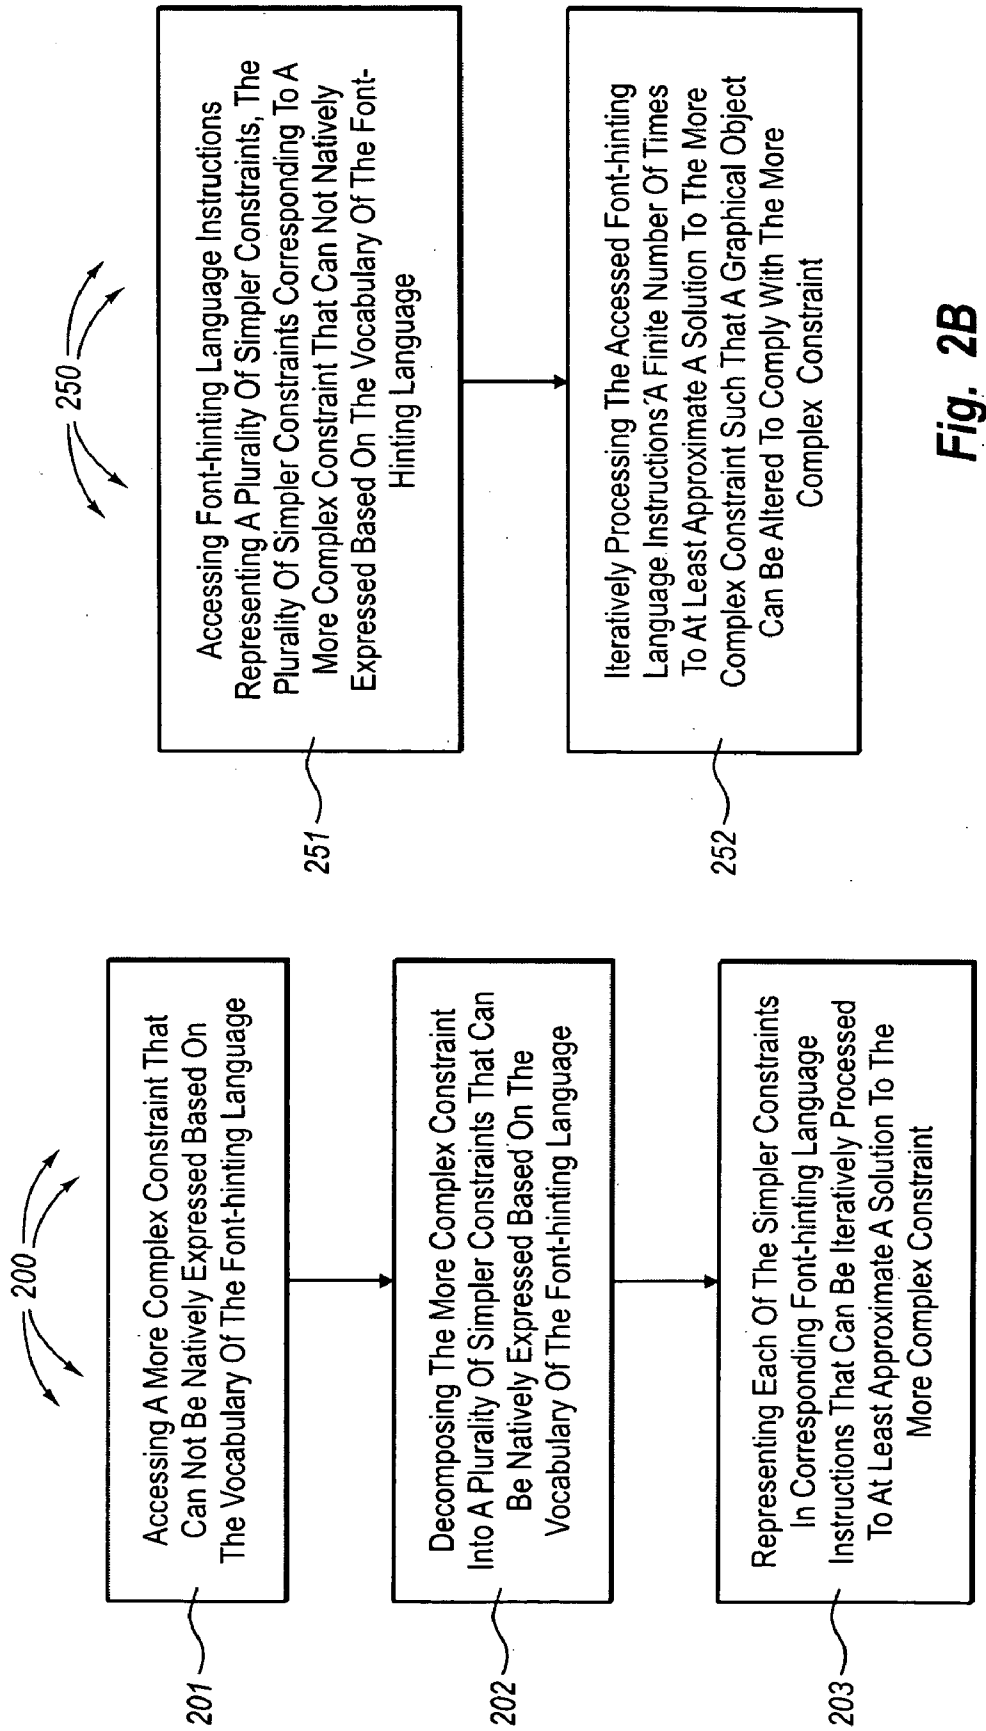 200
201
Accessing A More Complex Constraint That
Can Not Be Natively Expressed Based On
The Vocabulary Of The Font-hinting Language
202
Decomposing The More Complex Constraint
Into A Plurality Of Simpler Constraints That Can
Be Natively Expressed Based On The
Vocabulary Of The Font-hinting Language
203
Representing Each Of The Simpler Constraints
In Corresponding Font-hinting Language
Instructions That Can Be Iteratively Processed
To At Least Approximate A Solution To The
More Complex Constraint
250
251
Accessing Font-hinting Language Instructions
Representing A Plurality Of Simpler Constraints, The
Plurality Of Simpler Constraints Corresponding To A
More Complex Constraint That Can Not Natively
Expressed Based On The Vocabulary Of The Font-
Hinting Language
252
Iteratively Processing The Accessed Font-hinting
Language Instructions A Finite Number Of Times
To At Least Approximate A Solution To The More
Complex Constraint Such That A Graphical Object
Can Be Altered To Comply With The More
Complex Constraint
Fig. 2B